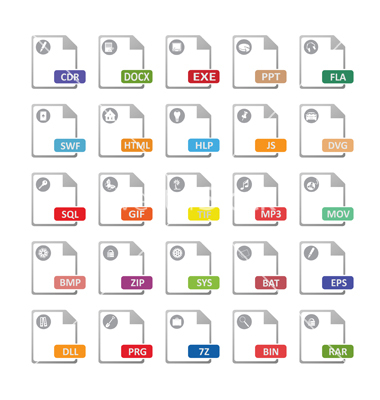 CDR DOCX EXE PPT FLA
SWF HTML HLP JS DVG
SQL GIF MP3 MOV
BMP ZIP SYS BAT EPS
DLL PRG 7Z BIN RAR